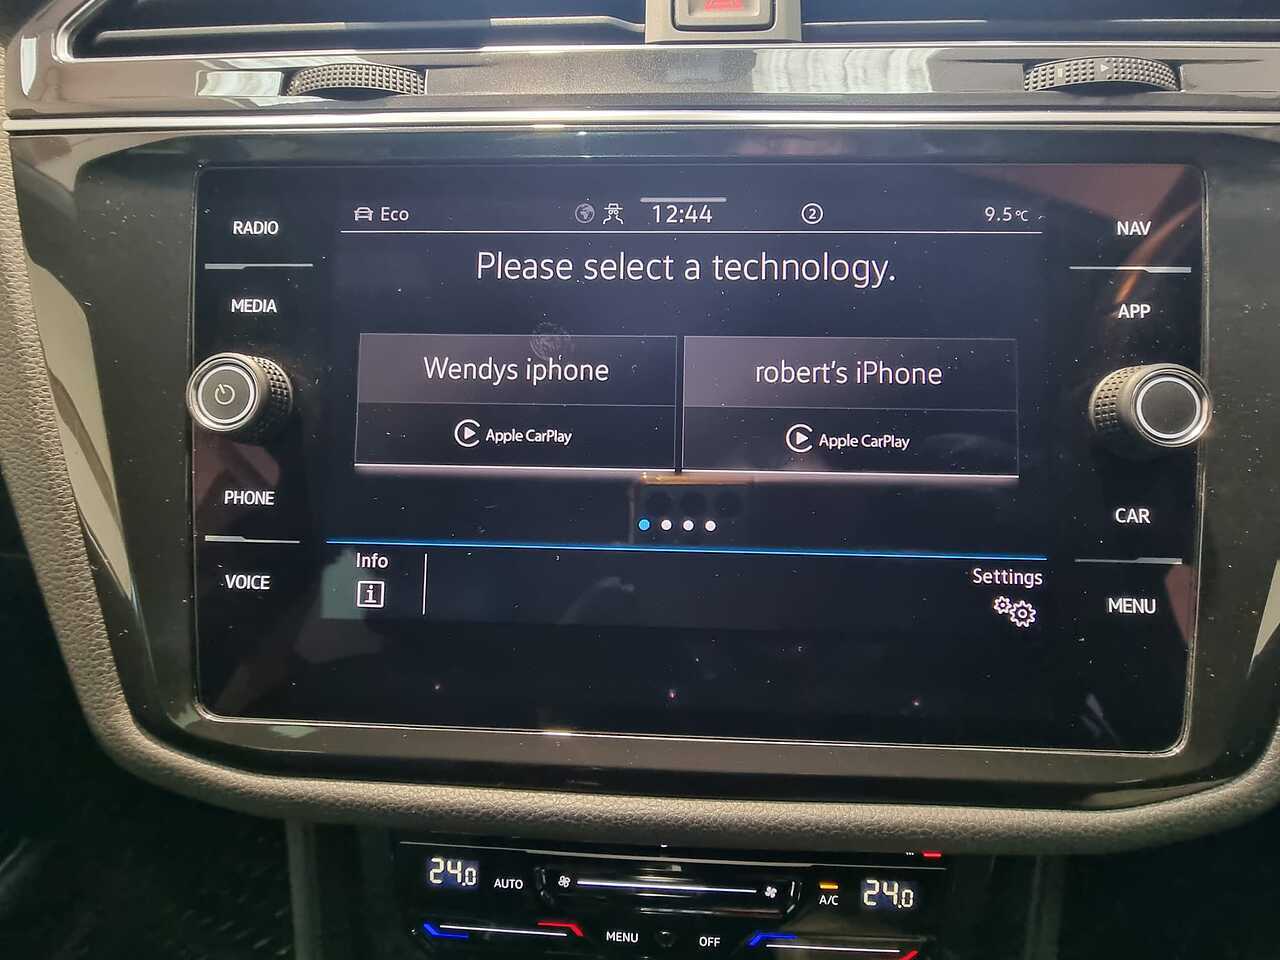 Eco 12:44 2 9.5°C
RADIO
NAV
Please select a technology.
MEDIA
APP
Wendys iphone
robert's iPhone
Apple CarPlay
Apple CarPlay
PHONE
CAR
Info
Settings
VOICE
MENU
24.0 AUTO A/C 24.0
MENU OFF